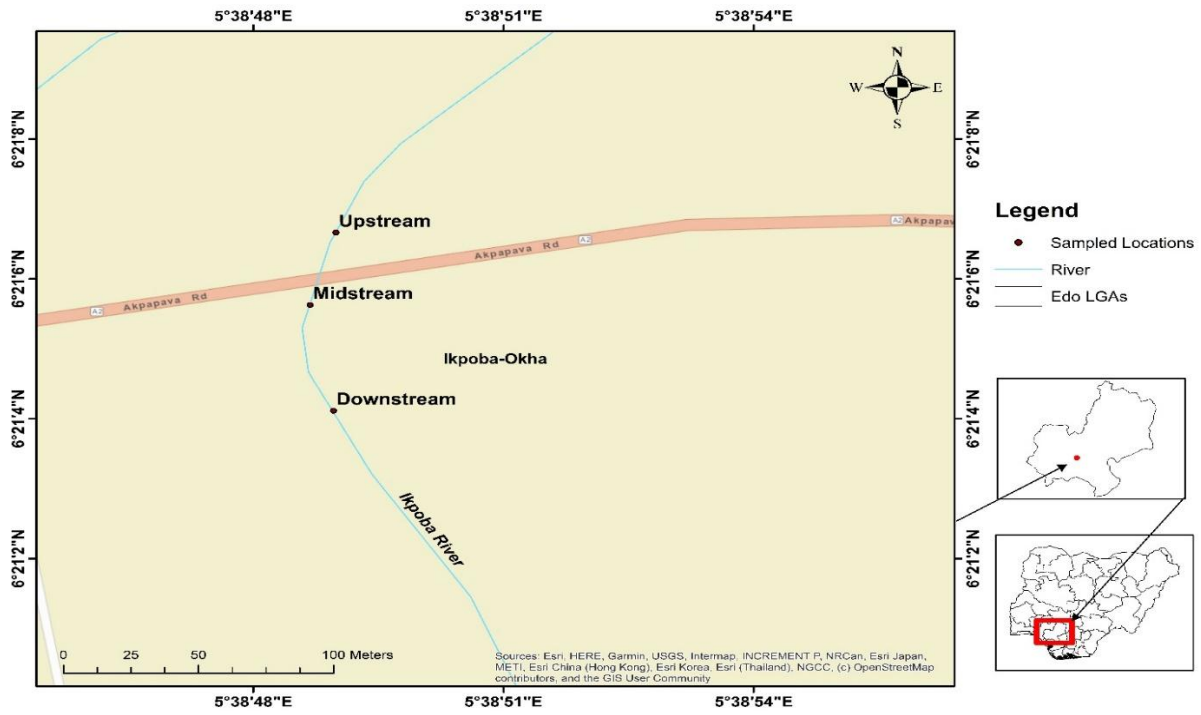 5°38'48"E
5°38'51"E
5°38'54"E
N
W
E
S
6°21'8"N
6°21'8"N
Upstream
Legend
Sampled Locations
River
Edo LGAs
A2
Akpapava
Akpapava Rd
A2
6°21'6"N
6°21'6"N
Midstream
A2
Akpapava Rd
Ikpoba-Okha
Downstream
6°21'4"N
6°21'4"N
Ikpoba River
6°21'2"N
6°21'2"N
0 25 50 100 Meters
Sources: Esri, HERE, Garmin, USGS, Intermap, INCREMENT P, NRCan, Esri Japan,
METI, Esri China (Hong Kong), Esri Korea, Esri (Thailand), NGCC, (c) OpenStreetMap
contributors, and the GIS User Community
5°38'48"E
5°38'51"E
5°38'54"E